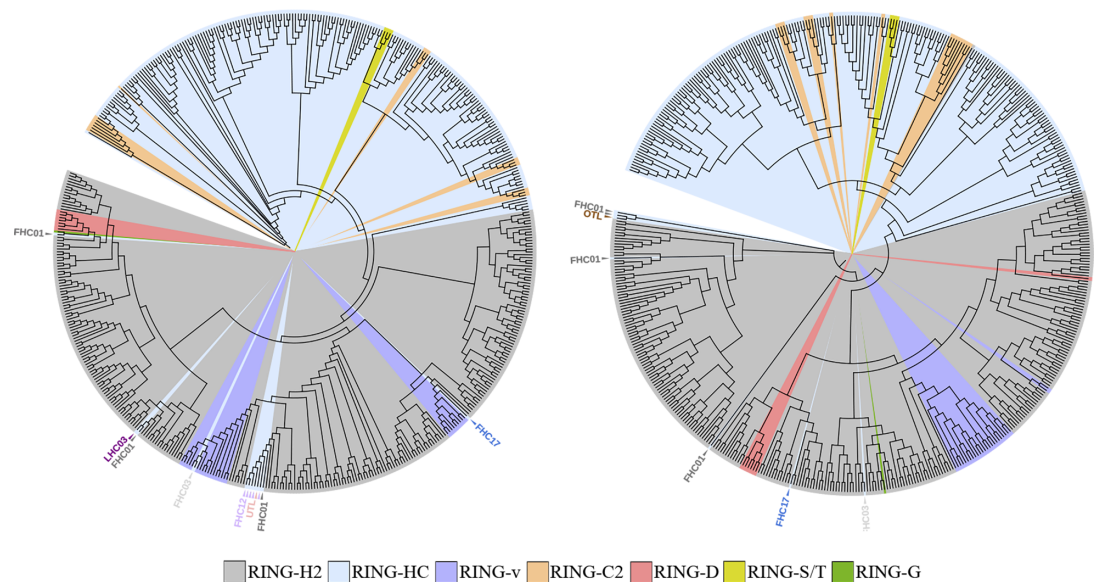 FHC01
LHC03
FHC01
FHC03
FHC12
UTL
FHC01
FHC17
FHC01
OTL
FHC01
FHC01
FHC17
FHC03
RING-H2 RING-HC RING-v RING-C2 RING-D RING-S/T RING-G